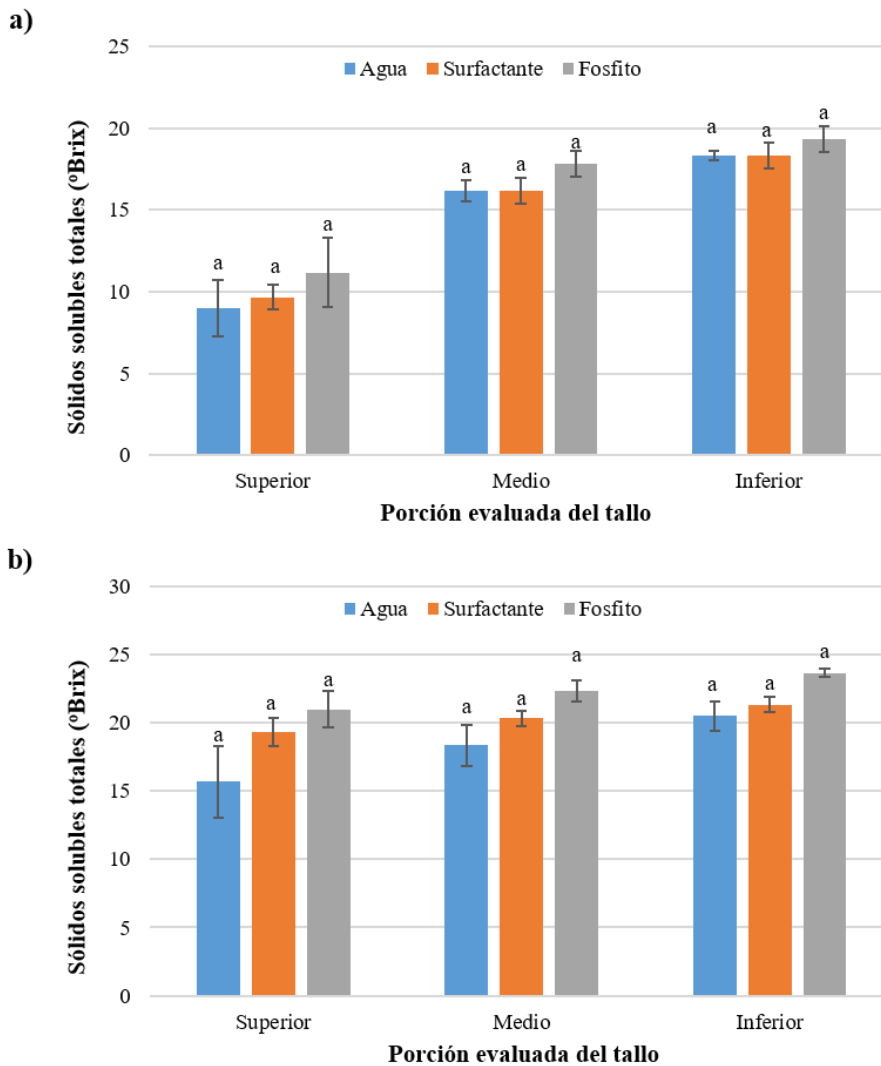 a)
Sólidos solubles totales (ºBrix)
25
20
15
10
5
0
Agua Surfactante Fosfito
a a a a a a a a a
Superior Medio Inferior
Porción evaluada del tallo
b)
Sólidos solubles totales (ºBrix)
30
25
20
15
10
5
0
Agua Surfactante Fosfito
a a a a a a a a a
Superior Medio Inferior
Porción evaluada del tallo